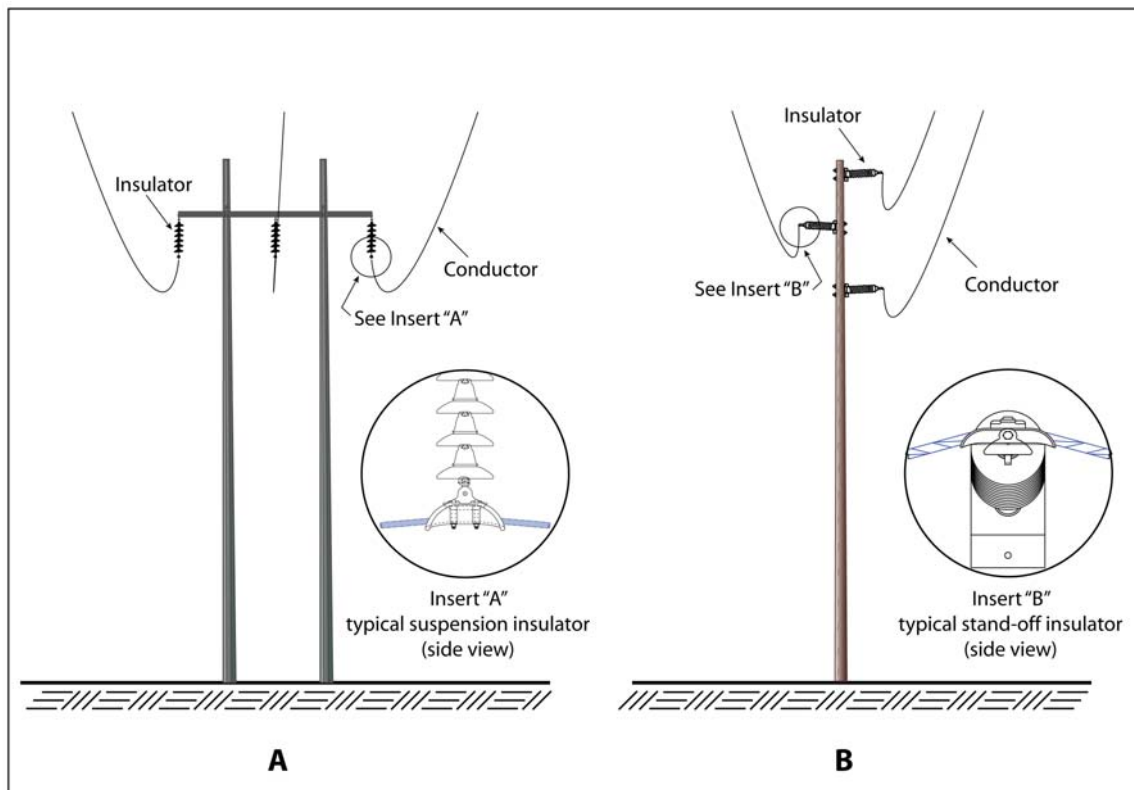 Insulator
Conductor
See Insert “A”
Insert “A”
typical suspension insulator
(side view)
A
Insulator
See Insert “B”
Conductor
Insert “B”
typical stand-off insulator
(side view)
B